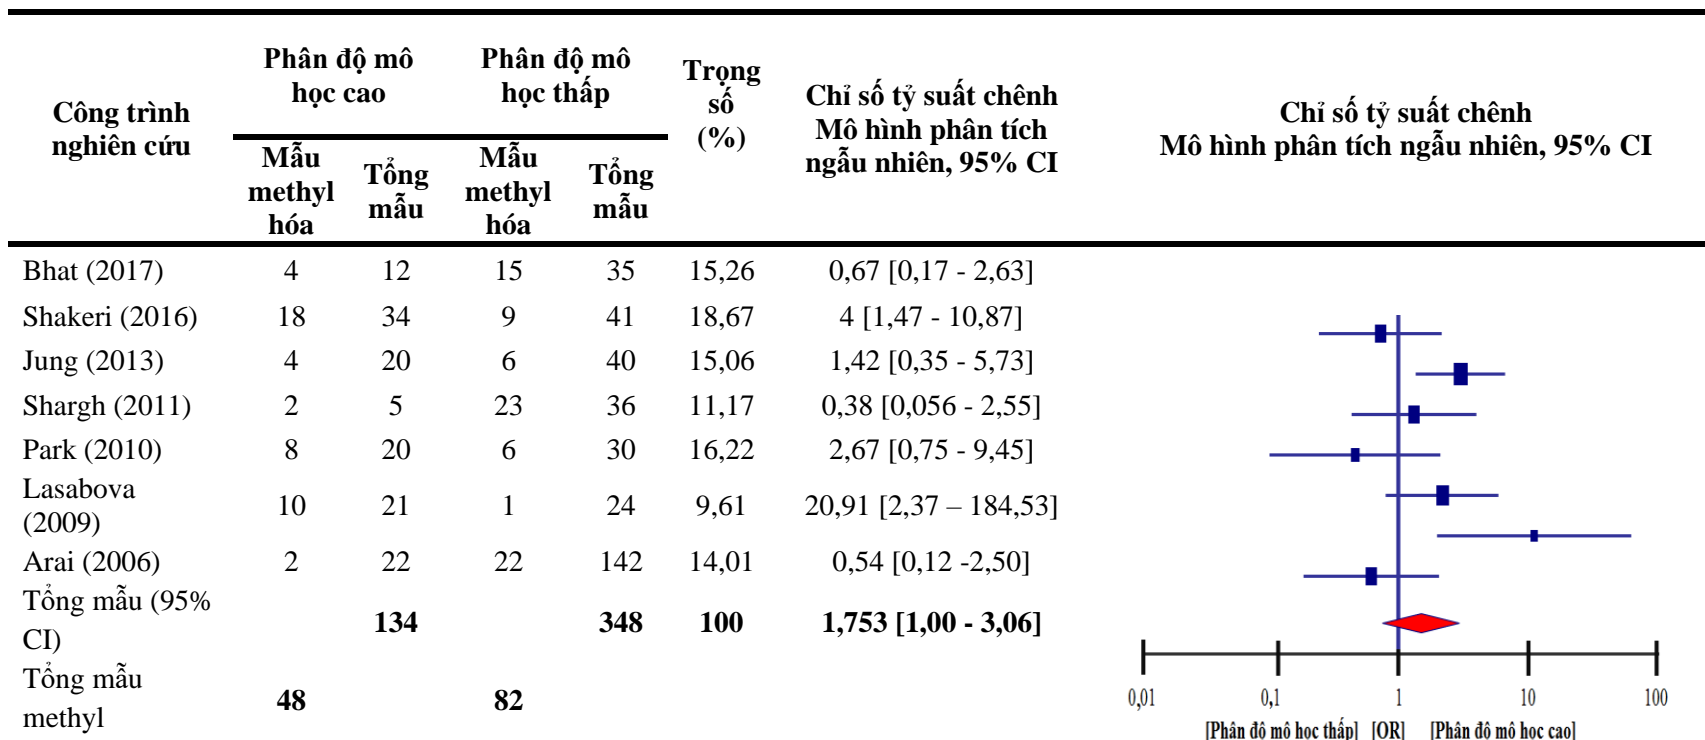 Công trình nghiên cứu
Phân độ mô học cao
Phân độ mô học thấp
Trọng số (%)
Chỉ số tỷ suất chênh
Mô hình phân tích ngẫu nhiên, 95% CI
Chỉ số tỷ suất chênh
Mô hình phân tích ngẫu nhiên, 95% CI
Mẫu methyl hóa
Tổng mẫu
Mẫu methyl hóa
Tổng mẫu
Bhat (2017) 4 12 15 35 15,26 0,67 [0,17 - 2,63]
Shakeri (2016) 18 34 9 41 18,67 4 [1,47 - 10,87]
Jung (2013) 4 20 6 40 15,06 1,42 [0,35 - 5,73]
Shargh (2011) 2 5 23 36 11,17 0,38 [0,056 - 2,55]
Park (2010) 8 20 6 30 16,22 2,67 [0,75 - 9,45]
Lasabova (2009) 10 21 1 24 9,61 20,91 [2,37 – 184,53]
Arai (2006) 2 22 22 142 14,01 0,54 [0,12 -2,50]
Tổng mẫu (95% CI) 134 348 100 1,753 [1,00 - 3,06]
Tổng mẫu methyl 48 82
0,01 0,1 1 10 100
[Phân độ mô học thấp] [OR] [Phân độ mô học cao]